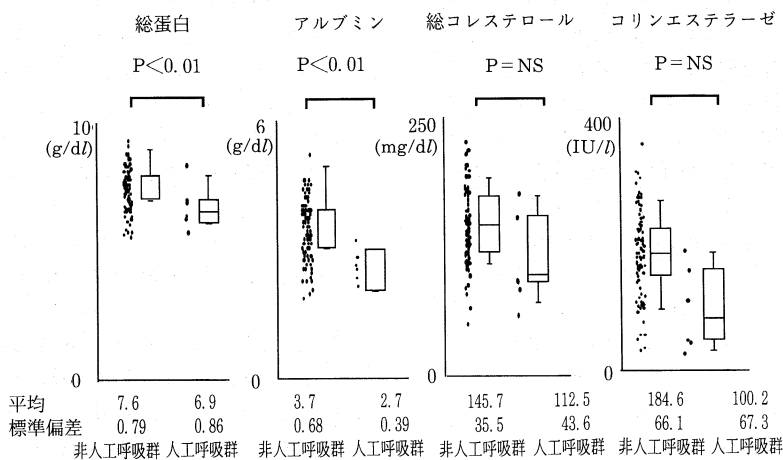 総蛋白 アルブミン 総コレステロール コリンエステラーゼ
P<0.01 P<0.01 P=NS P=NS
10 6 250 400
(g/dl) (g/dl) (mg/dl) (IU/l)
0 0 0 0
平均 7.6 6.9 3.7 2.7 145.7 112.5 184.6 100.2
標準偏差 0.79 0.86 0.68 0.39 35.5 43.6 66.1 67.3
非人工呼吸群 人工呼吸群 非人工呼吸群 人工呼吸群 非人工呼吸群 人工呼吸群 非人工呼吸群 人工呼吸群